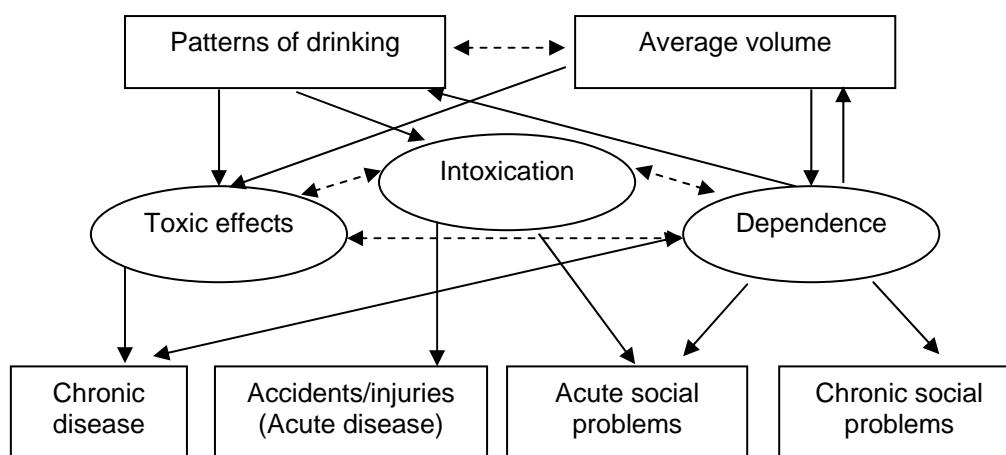 Patterns of drinking
Average volume
Intoxication
Toxic effects
Dependence
Chronic
disease
Accidents/injuries
(Acute disease)
Acute social
problems
Chronic social
problems